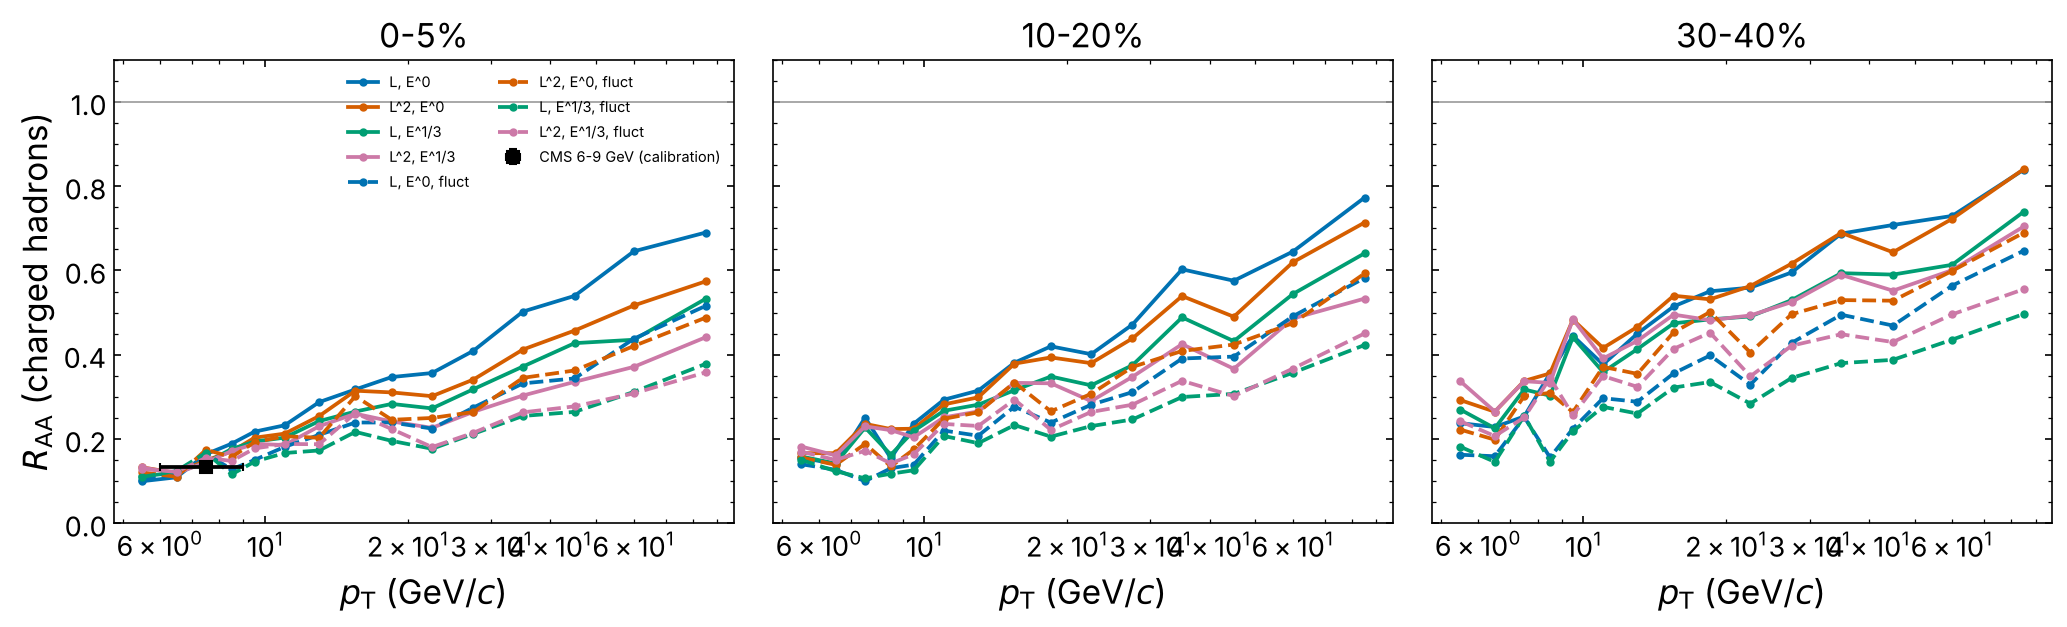 0-5%
10-20%
30-40%
R_AA (charged hadrons)
1.0
0.8
0.6
0.4
0.2
0.0
L, E^0
L^2, E^0
L, E^1/3
L^2, E^1/3
L, E^0, fluct
L^2, E^0, fluct
L, E^1/3, fluct
L^2, E^1/3, fluct
CMS 6-9 GeV (calibration)
6 × 10⁰ 10¹ 2 × 10¹ 3 × 10¹ 4 × 10¹ 6 × 10¹
6 × 10⁰ 10¹ 2 × 10¹ 3 × 10¹ 4 × 10¹ 6 × 10¹
6 × 10⁰ 10¹ 2 × 10¹ 3 × 10¹ 4 × 10¹ 6 × 10¹
p_T (GeV/c)
p_T (GeV/c)
p_T (GeV/c)